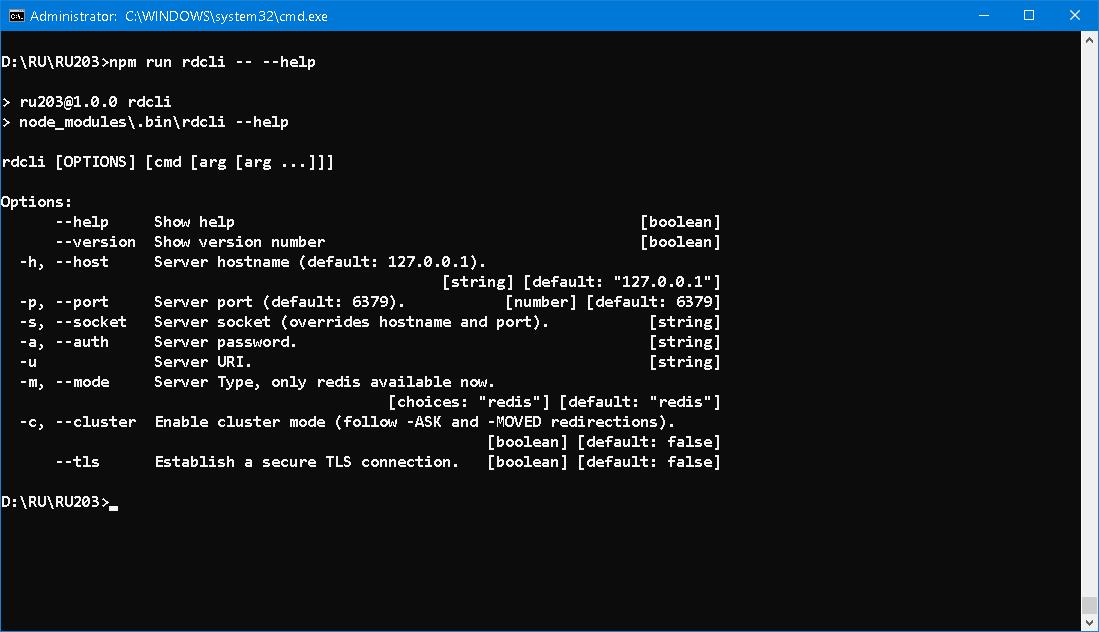 Administrator: C:\WINDOWS\system32\cmd.exe
D:\RU\RU203>npm run rdcli -- --help
> ru203@1.0.0 rdcli
> node_modules\.bin\rdcli --help
rdcli [OPTIONS] [cmd [arg [arg ...]]]
Options:
      --help     Show help                                             [boolean]
      --version  Show version number                                   [boolean]
  -h, --host     Server hostname (default: 127.0.0.1).
                                                 [string] [default: "127.0.0.1"]
  -p, --port     Server port (default: 6379).           [number] [default: 6379]
  -s, --socket   Server socket (overrides hostname and port).           [string]
  -a, --auth     Server password.                                       [string]
  -u             Server URI.                                            [string]
  -m, --mode     Server Type, only redis available now.
                                           [choices: "redis"] [default: "redis"]
  -c, --cluster  Enable cluster mode (follow -ASK and -MOVED redirections).
                                                      [boolean] [default: false]
      --tls      Establish a secure TLS connection.   [boolean] [default: false]
D:\RU\RU203>